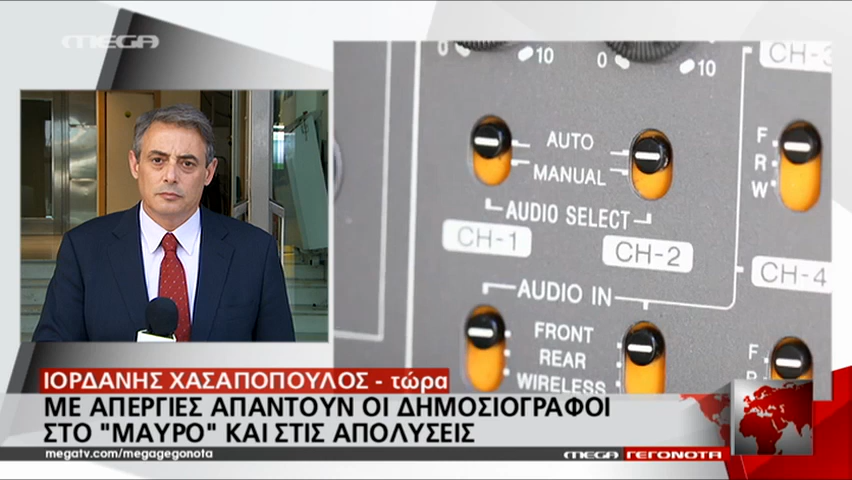 MEGA
0 10
0 10
CH-3
AUTO
MANUAL
F
R
W
AUDIO SELECT
CH-1
CH-2
CH-4
AUDIO IN
FRONT
REAR
WIRELESS
F
R
ΙΟΡΔΑΝΗΣ ΧΑΣΑΠΟΠΟΥΛΟΣ - τώρα
ΜΕ ΑΠΕΡΓΙΕΣ ΑΠΑΝΤΟΥΝ ΟΙ ΔΗΜΟΣΙΟΓΡΑΦΟΙ
ΣΤΟ "ΜΑΥΡΟ" ΚΑΙ ΣΤΙΣ ΑΠΟΛΥΣΕΙΣ
megatv.com/megagegonota
MEGA ΓΕΓΟΝΟΤΑ